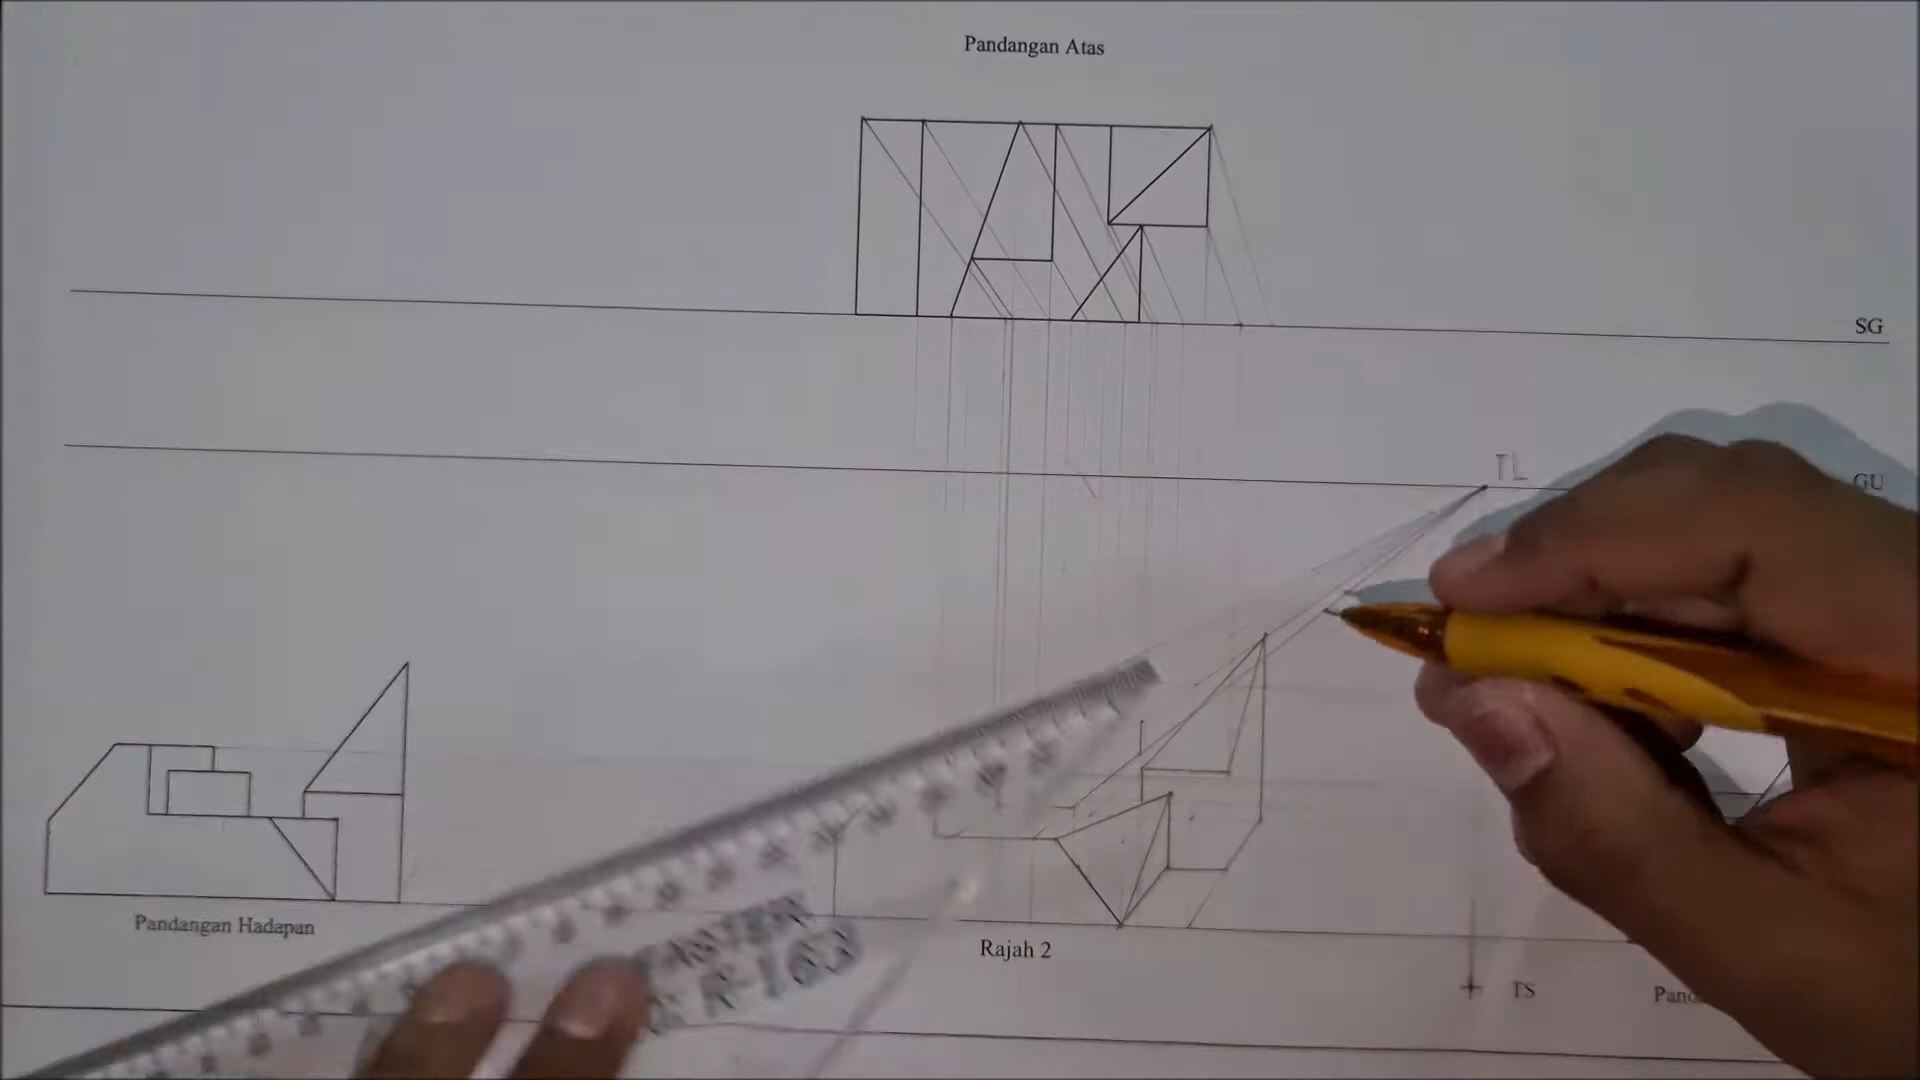 Pandangan Atas
SG
TL
GU
Pandangan Hadapan
Rajah 2
TS